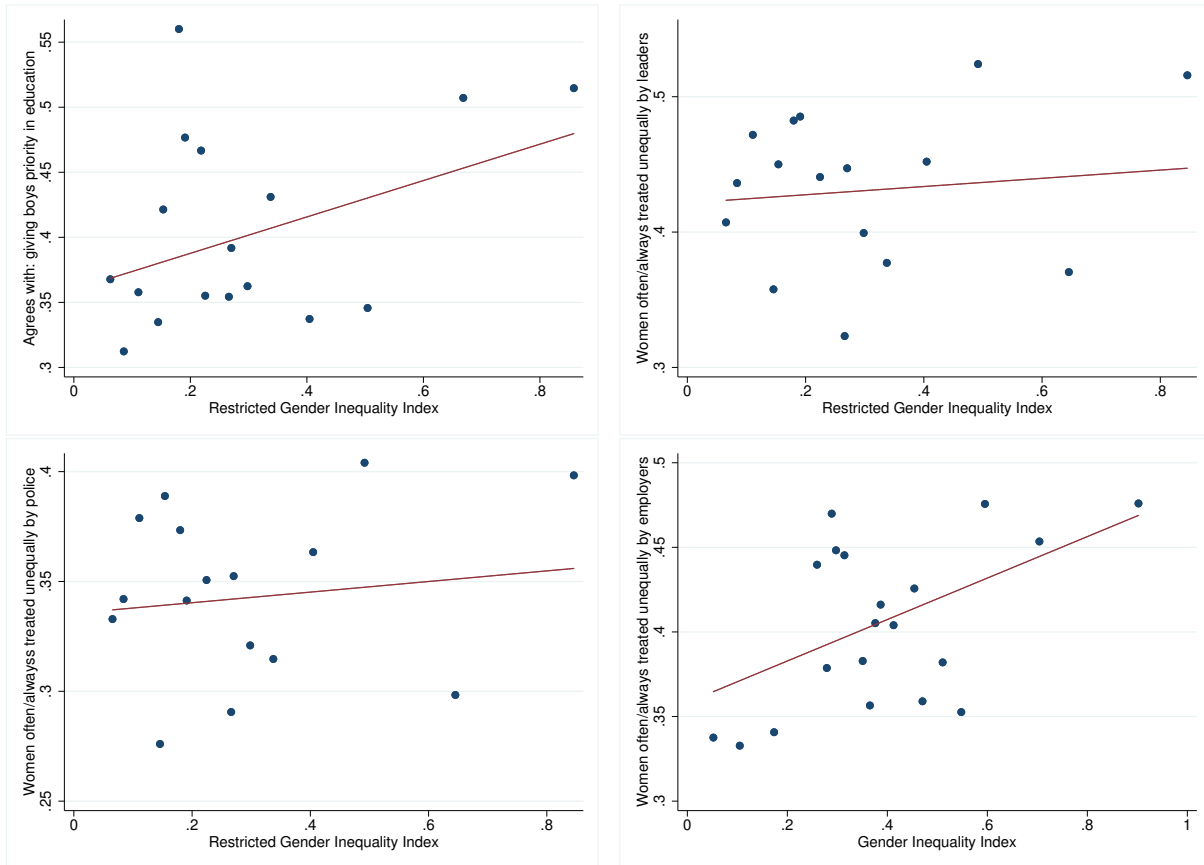 Agrees with: giving boys priority in education
.55
.5
.45
.4
.35
.3
0 .2 .4 .6 .8
Restricted Gender Inequality Index
Women often/always treated unequally by leaders
.5
.4
.3
0 .2 .4 .6 .8
Restricted Gender Inequality Index
Women often/alwayss treated unequally by police
.4
.35
.3
.25
0 .2 .4 .6 .8
Restricted Gender Inequality Index
Women often/always treated unequally by employers
.5
.45
.4
.35
.3
0 .2 .4 .6 .8 1
Gender Inequality Index